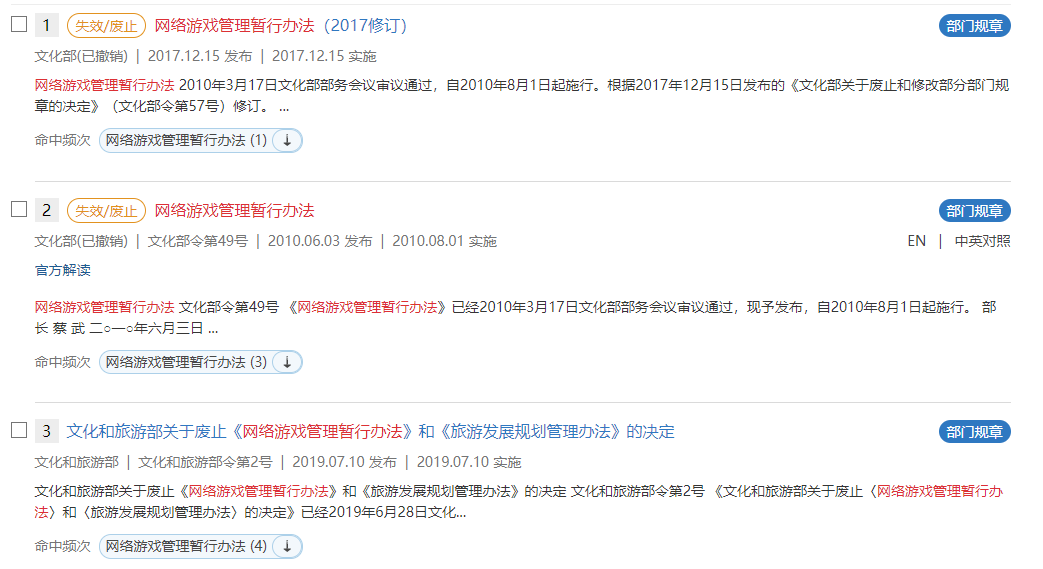 1 失效/废止 网络游戏管理暂行办法（2017修订） 部门规章
文化部(已撤销) | 2017.12.15 发布 | 2017.12.15 实施
网络游戏管理暂行办法 2010年3月17日文化部部务会议审议通过，自2010年8月1日起施行。根据2017年12月15日发布的《文化部关于废止和修改部分部门规
章的决定》（文化部令第57号）修订。 ...
命中频次 网络游戏管理暂行办法 (1) ↓
2 失效/废止 网络游戏管理暂行办法 部门规章
文化部(已撤销) | 文化部令第49号 | 2010.06.03 发布 | 2010.08.01 实施 EN | 中英对照
官方解读
网络游戏管理暂行办法 文化部令第49号 《网络游戏管理暂行办法》已经2010年3月17日文化部部务会议审议通过，现予发布，自2010年8月1日起施行。 部
长 蔡 武 二○一○年六月三日 ...
命中频次 网络游戏管理暂行办法 (3) ↓
3 文化和旅游部关于废止《网络游戏管理暂行办法》和《旅游发展规划管理办法》的决定 部门规章
文化和旅游部 | 文化和旅游部令第2号 | 2019.07.10 发布 | 2019.07.10 实施
文化和旅游部关于废止《网络游戏管理暂行办法》和《旅游发展规划管理办法》的决定 文化和旅游部令第2号 《文化和旅游部关于废止〈网络游戏管理暂行办
法〉和〈旅游发展规划管理办法〉的决定》已经2019年6月28日文化...
命中频次 网络游戏管理暂行办法 (4) ↓